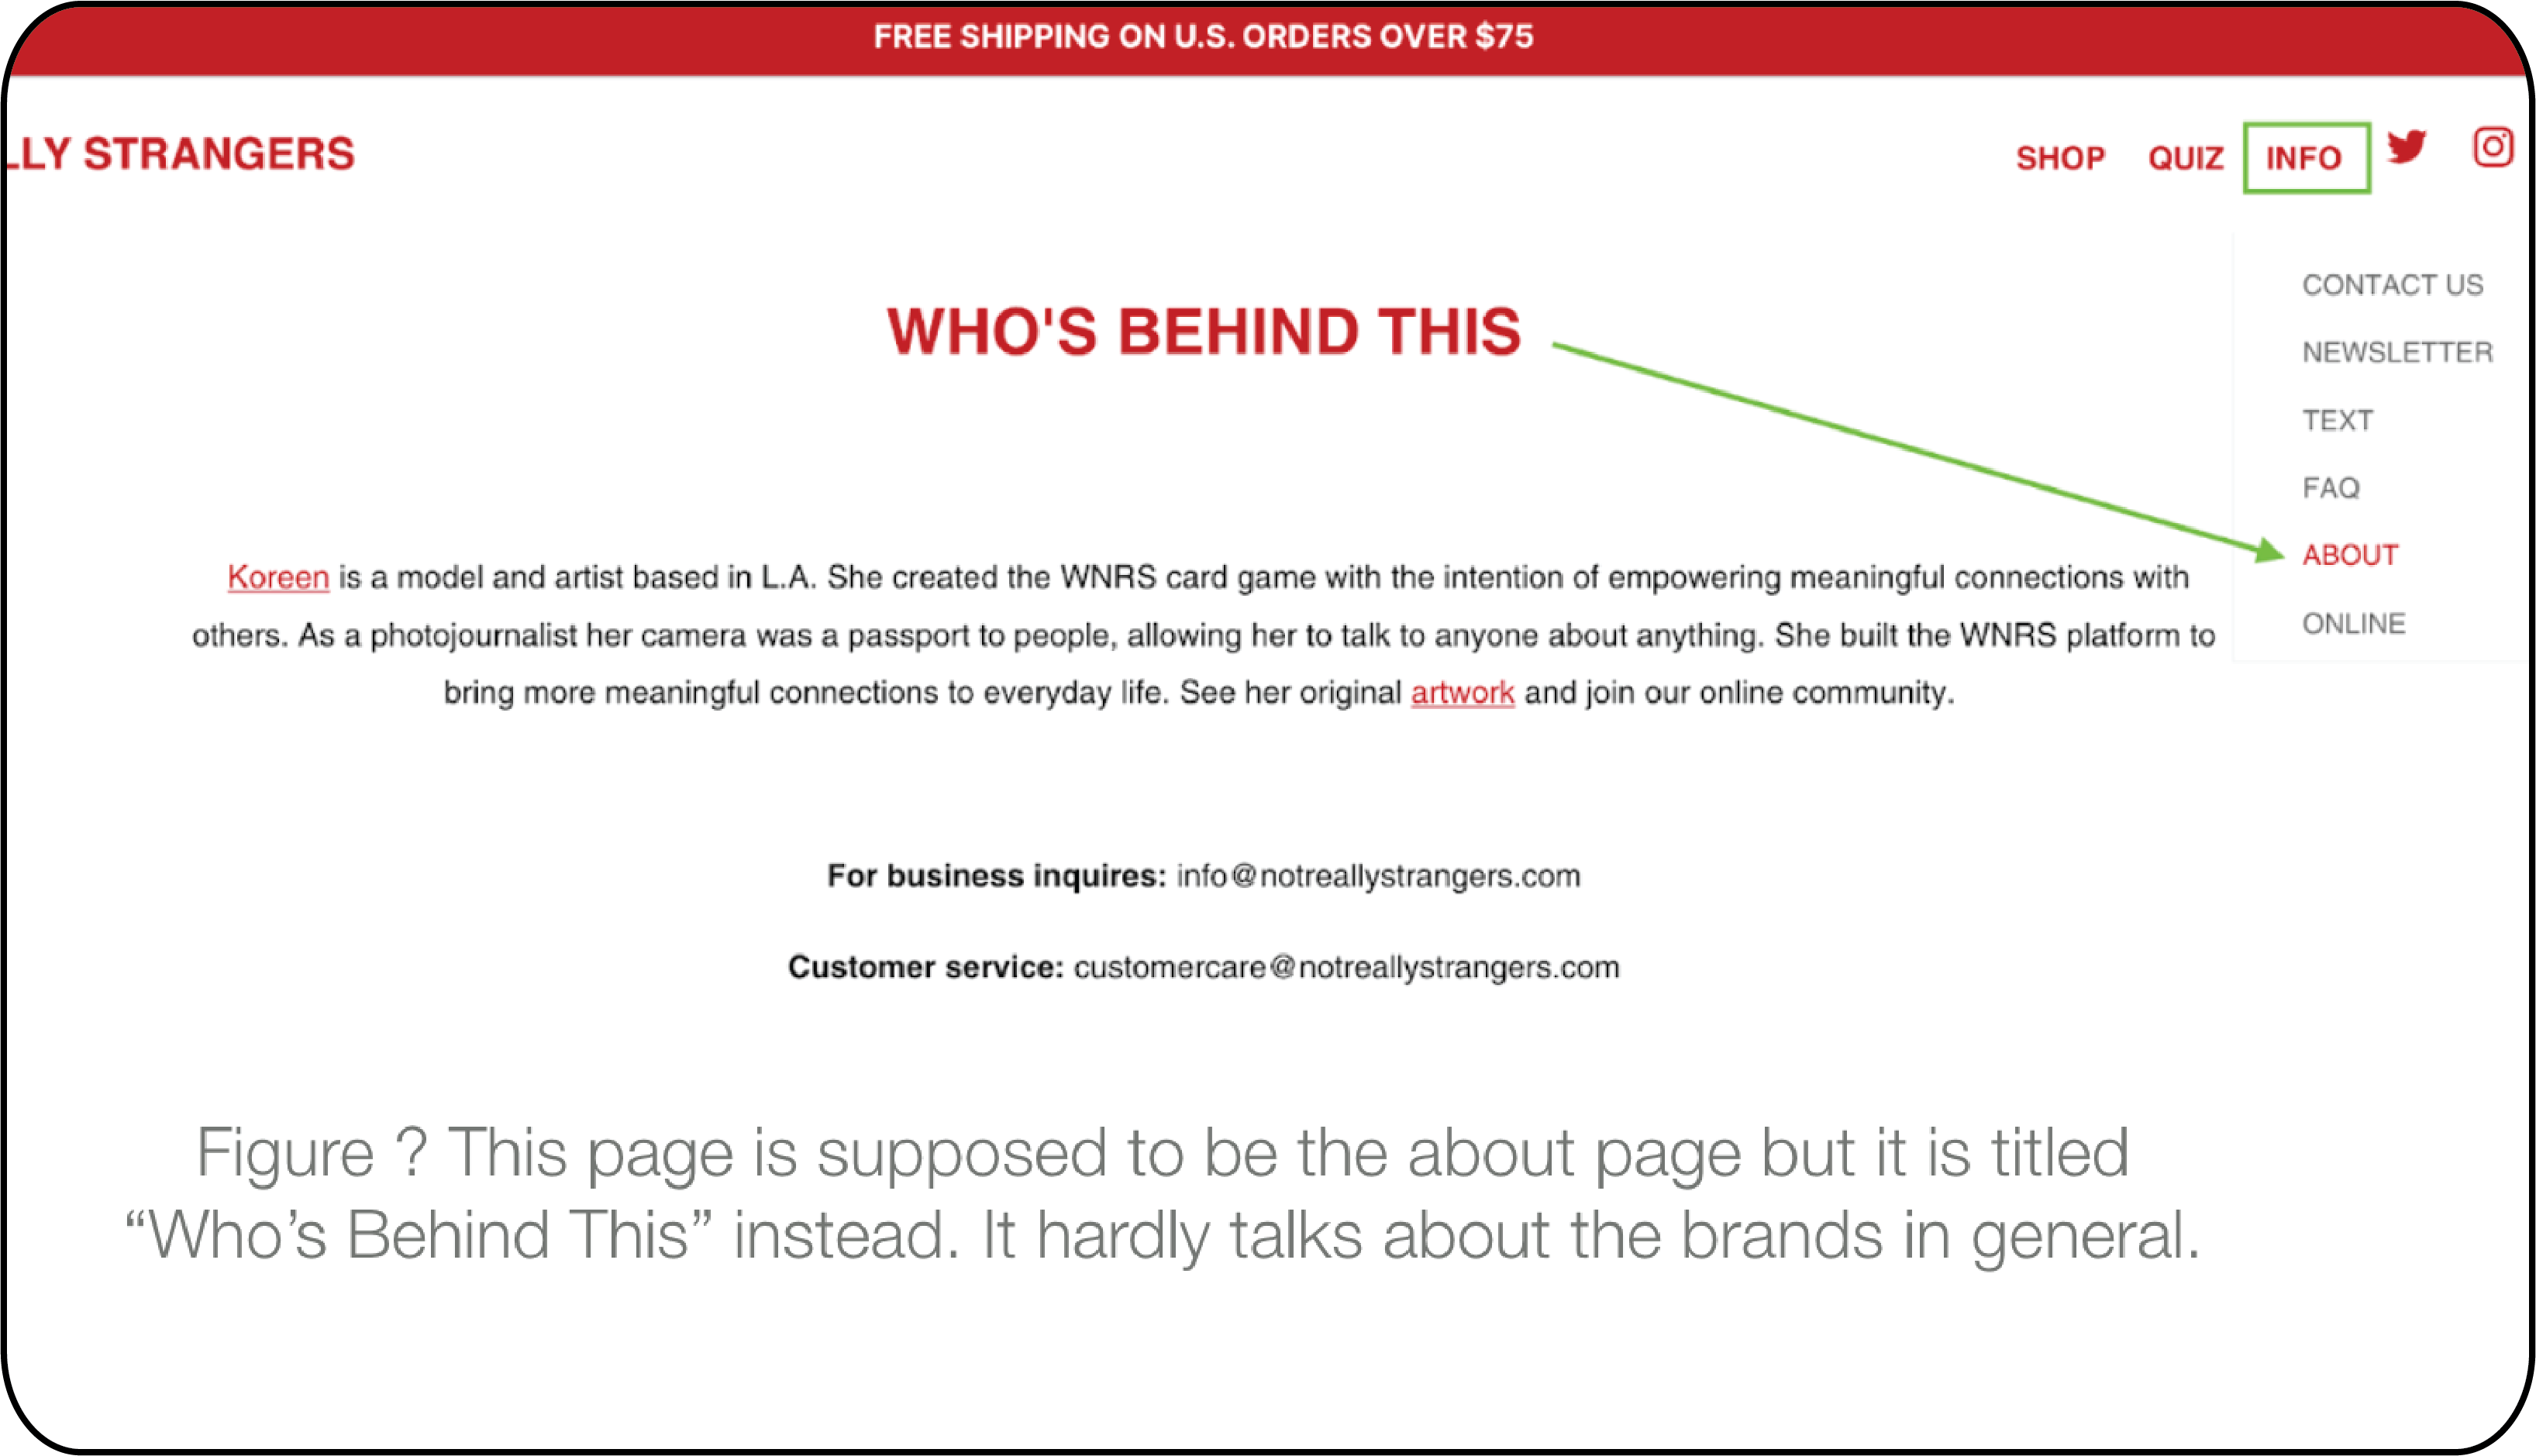 FREE SHIPPING ON U.S. ORDERS OVER $75
LLY STRANGERS
SHOP QUIZ INFO
CONTACT US
NEWSLETTER
TEXT
FAQ
ABOUT
ONLINE
WHO'S BEHIND THIS
Koreen is a model and artist based in L.A. She created the WNRS card game with the intention of empowering meaningful connections with
others. As a photojournalist her camera was a passport to people, allowing her to talk to anyone about anything. She built the WNRS platform to
bring more meaningful connections to everyday life. See her original artwork and join our online community.
For business inquires: info@notreallystrangers.com
Customer service: customercare@notreallystrangers.com
Figure ? This page is supposed to be the about page but it is titled
“Who’s Behind This” instead. It hardly talks about the brands in general.